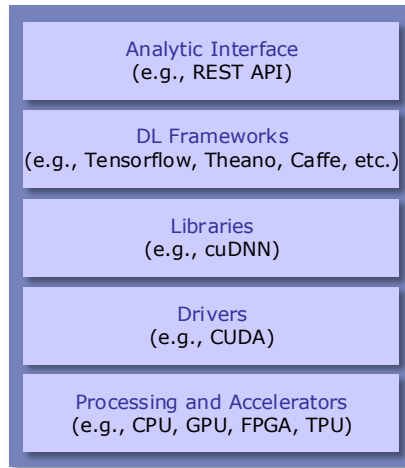 Analytic Interface
(e.g., REST API)
DL Frameworks
(e.g., Tensorflow, Theano, Caffe, etc.)
Libraries
(e.g., cuDNN)
Drivers
(e.g., CUDA)
Processing and Accelerators
(e.g., CPU, GPU, FPGA, TPU)